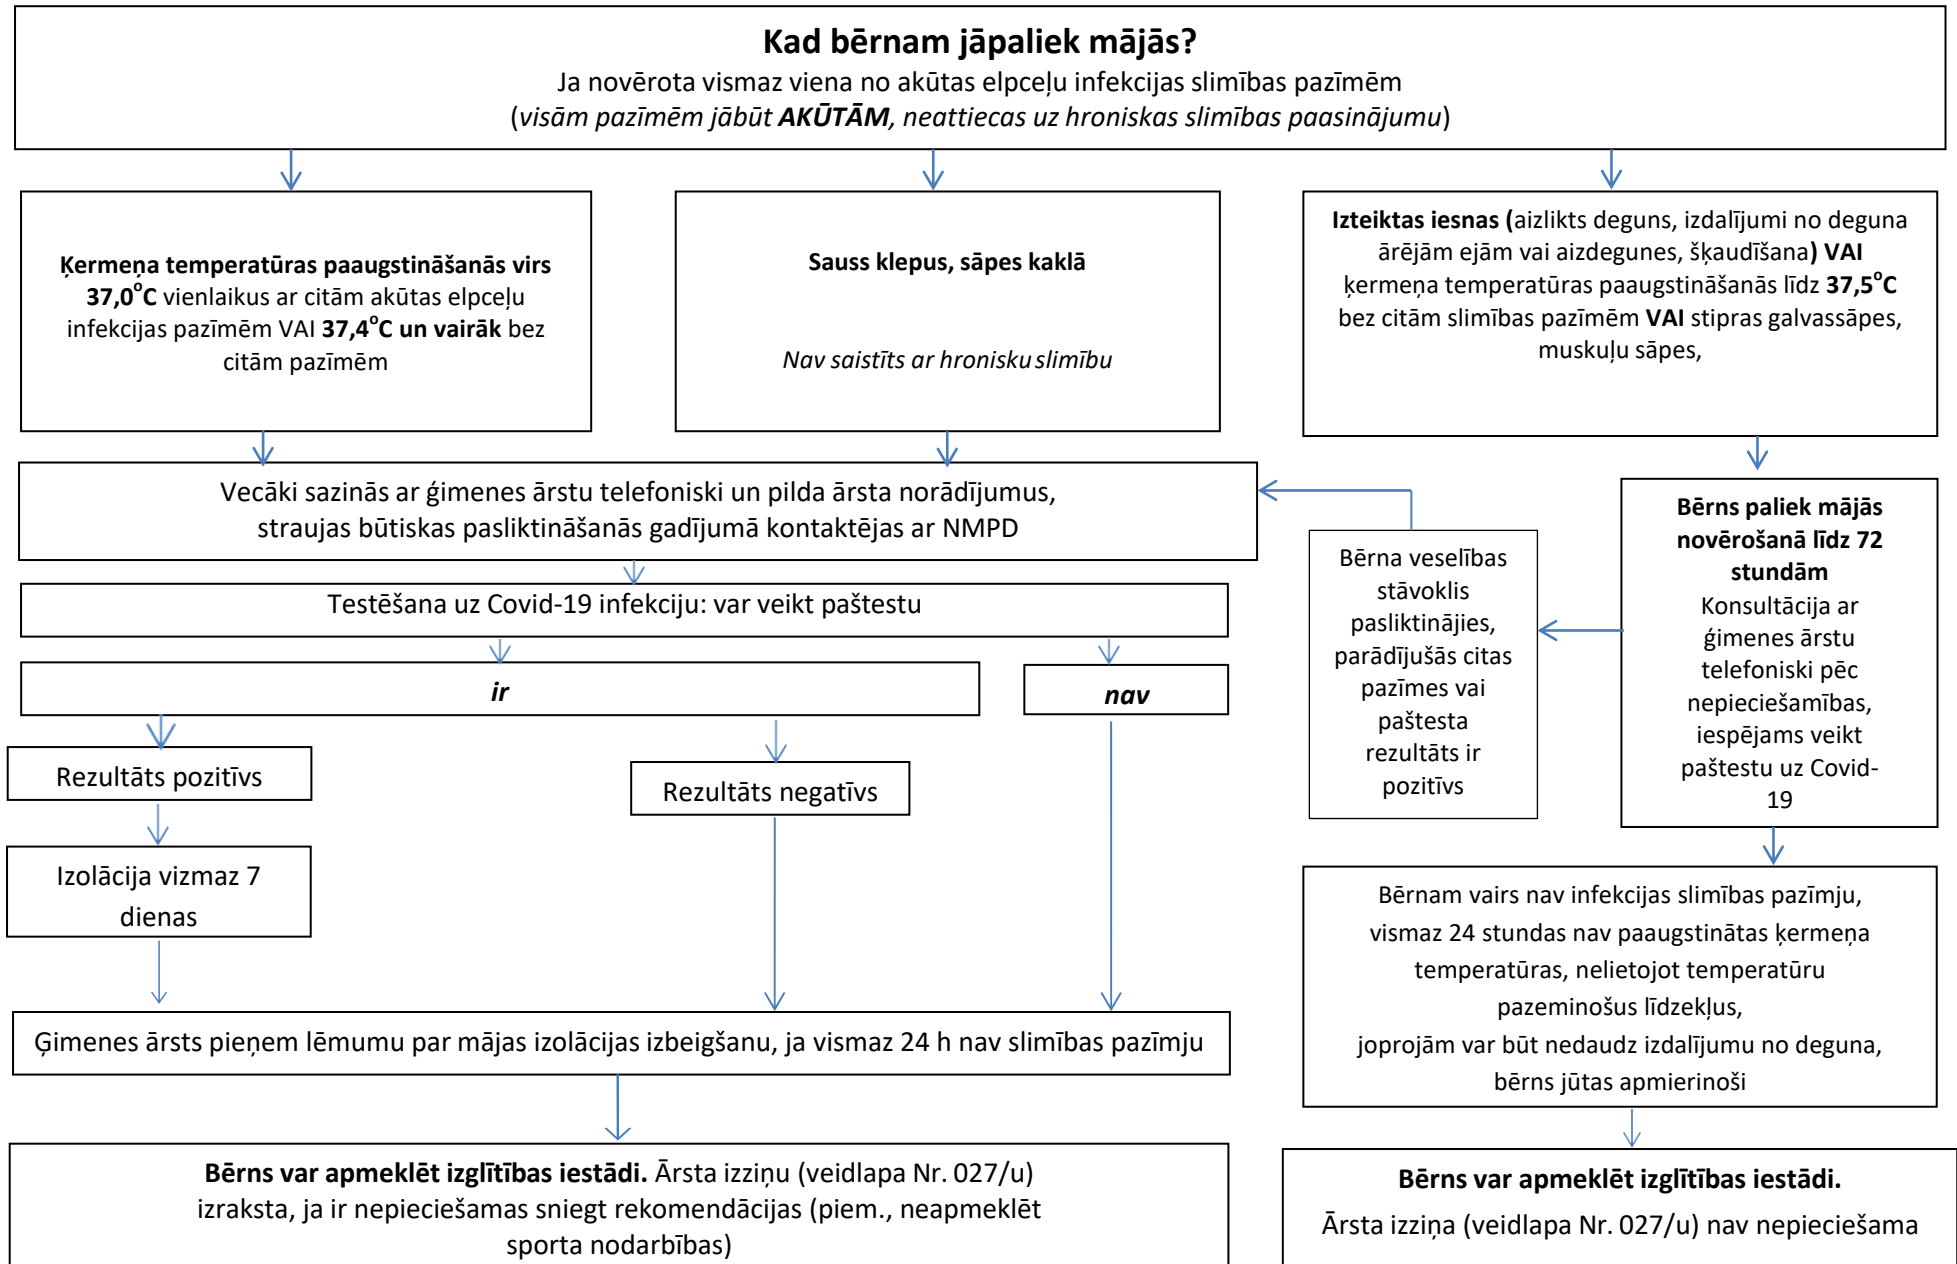 Kad bērnam jāpaliek mājās?
Ja novērota vismaz viena no akūtas elpceļu infekcijas slimības pazīmēm
(visām pazīmēm jābūt AKŪTĀM, neattiecas uz hroniskas slimības paasinājumu)
Ķermeņa temperatūras paaugstināšanās virs
37,0°C vienlaikus ar citām akūtas elpceļu
infekcijas pazīmēm VAI 37,4°C un vairāk bez
citām pazīmēm
Sauss klepus, sāpes kaklā
Nav saistīts ar hronisku slimību
Izteiktas iesnas (aizlikts deguns, izdalījumi no deguna
ārējām ejām vai aizdegunes, šķaudīšana) VAI
ķermeņa temperatūras paaugstināšanās līdz 37,5°C
bez citām slimības pazīmēm VAI stipras galvassāpes,
muskuļu sāpes,
Vecāki sazinās ar ģimenes ārstu telefoniski un pilda ārsta norādījumus,
straujas būtiskas pasliktināšanās gadījumā kontaktējas ar NMPD
Bērns paliek mājās
novērošanā līdz 72
stundām
Konsultācija ar
ģimenes ārstu
telefoniski pēc
nepieciešamības,
iespējams veikt
paštestu uz Covid-
19
Bērna veselības
stāvoklis
pasliktinājies,
parādījušās citas
pazīmes vai
paštesta
rezultāts ir
pozitīvs
Testēšana uz Covid-19 infekciju: var veikt paštestu
ir
nav
Rezultāts pozitīvs
Rezultāts negatīvs
Izolācija vizmaz 7
dienas
Bērnam vairs nav infekcijas slimības pazīmju,
vismaz 24 stundas nav paaugstinātas ķermeņa
temperatūras, nelietojot temperatūru
pazeminošus līdzekļus,
joprojām var būt nedaudz izdalījumu no deguna,
bērns jūtas apmierinoši
Ģimenes ārsts pieņem lēmumu par mājas izolācijas izbeigšanu, ja vismaz 24 h nav slimības pazīmju
Bērns var apmeklēt izglītības iestādi. Ārsta izziņu (veidlapa Nr. 027/u)
izraksta, ja ir nepieciešamas sniegt rekomendācijas (piem., neapmeklēt
sporta nodarbības)
Bērns var apmeklēt izglītības iestādi.
Ārsta izziņa (veidlapa Nr. 027/u) nav nepieciešama